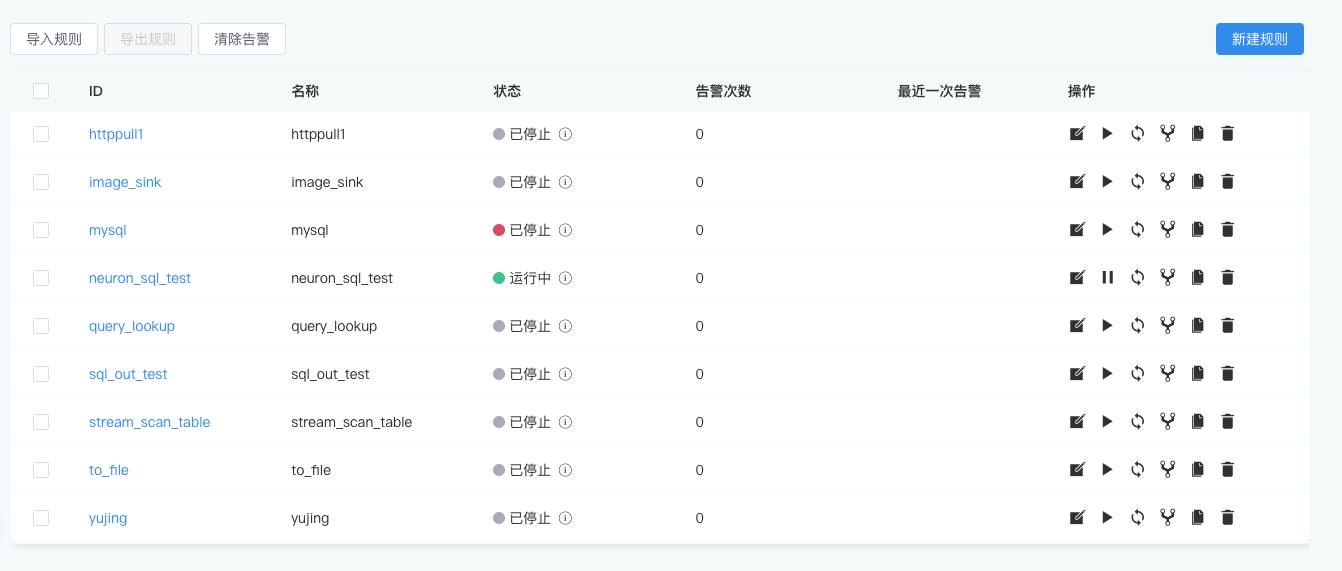 导入规则 导出规则 清除告警 新建规则
ID 名称 状态 告警次数 最近一次告警 操作
httppull1 httppull1 已停止 0
image_sink image_sink 已停止 0
mysql mysql 已停止 0
neuron_sql_test neuron_sql_test 运行中 0
query_lookup query_lookup 已停止 0
sql_out_test sql_out_test 已停止 0
stream_scan_table stream_scan_table 已停止 0
to_file to_file 已停止 0
yujing yujing 已停止 0